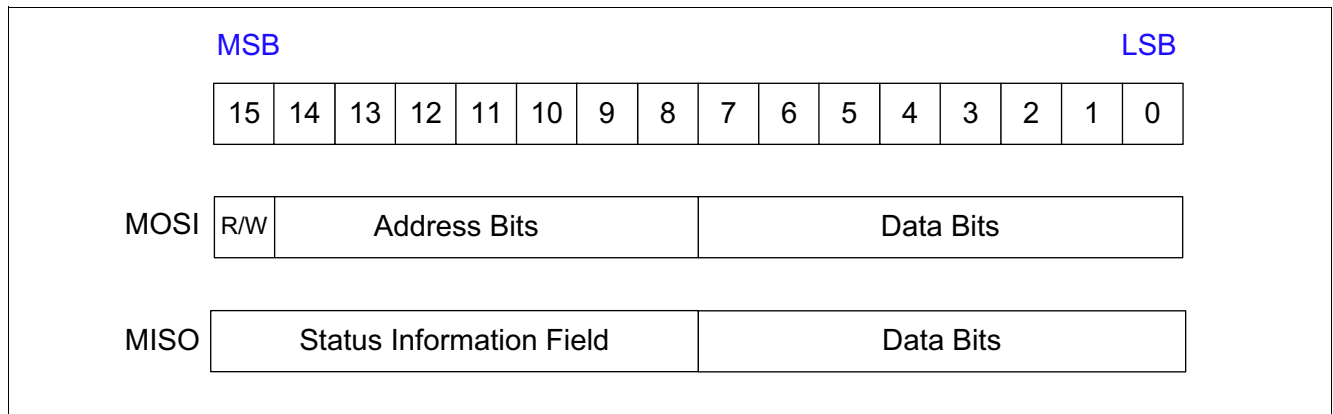 MSB LSB
15 14 13 12 11 10 9 8 7 6 5 4 3 2 1 0
MOSI R/W Address Bits Data Bits
MISO Status Information Field Data Bits